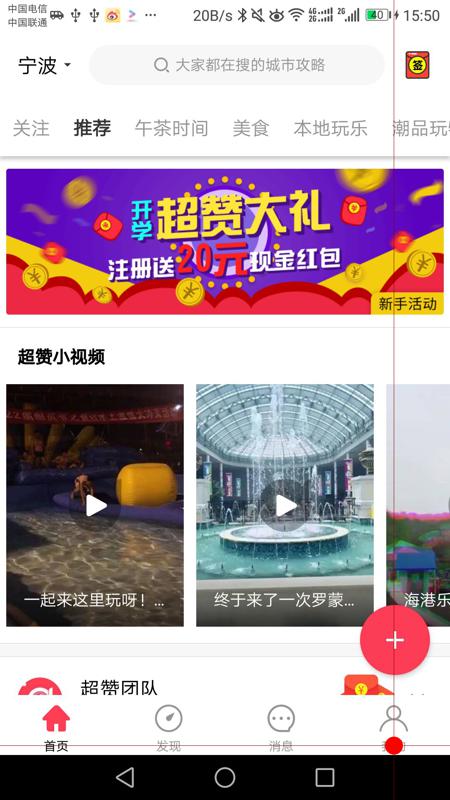 中国电信
中国联通
20B/s
4G
2G
2G
40
15:50
宁波
大家都在搜的城市攻略
签
关注 推荐 午茶时间 美食 本地玩乐 潮品玩
开学
超赞大礼
注册送20元现金红包
新手活动
超赞小视频
一起来这里玩呀！...
终于来了一次罗蒙...
海港乐
超赞团队
首页 发现 消息